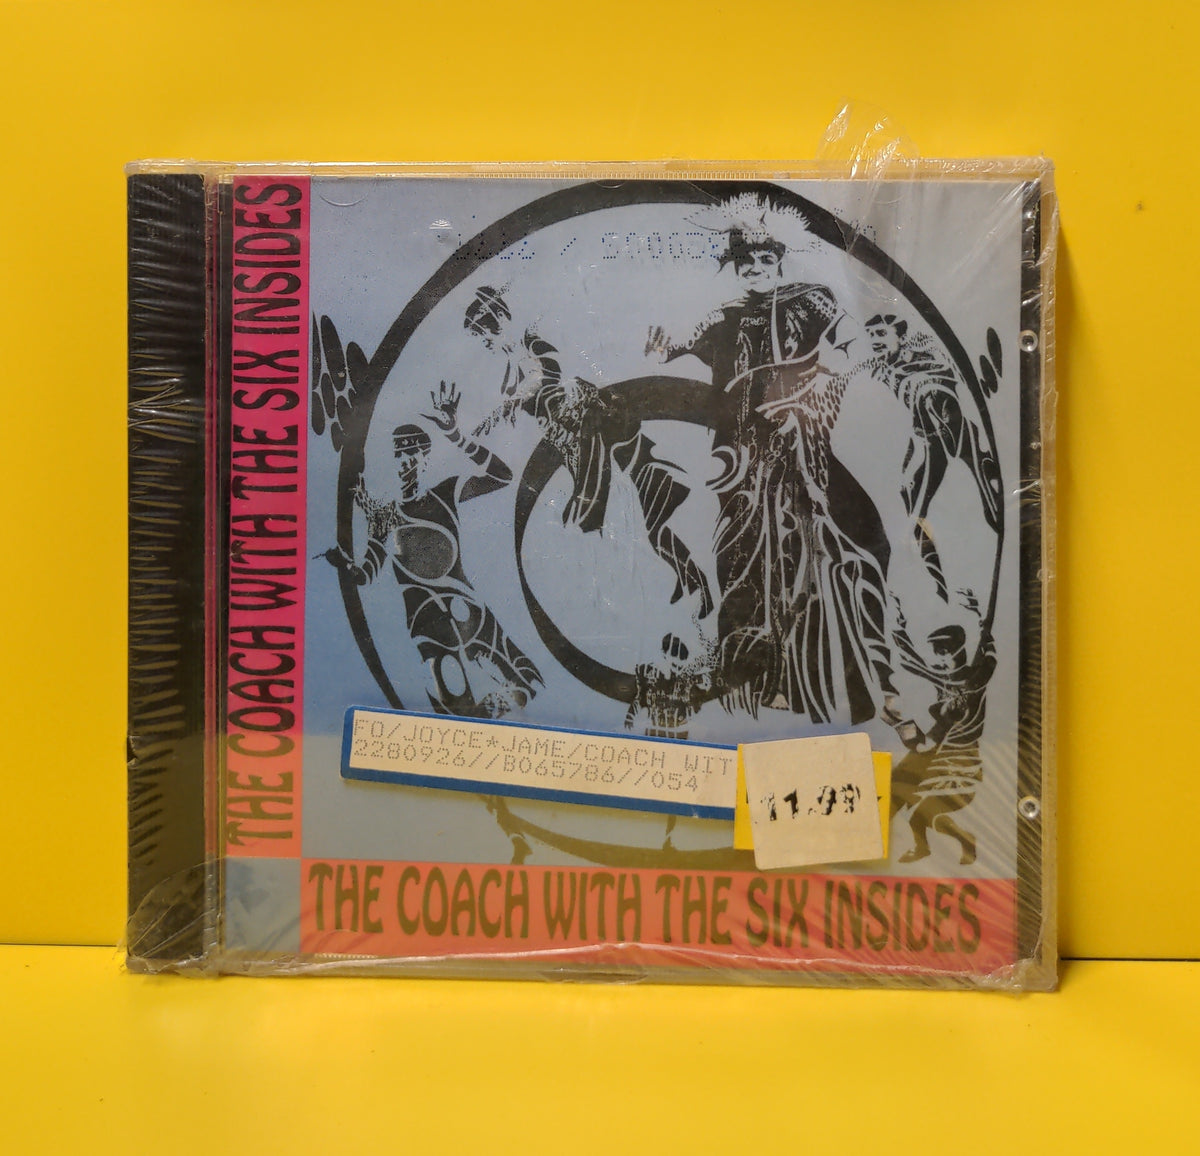 THE COACH WITH THE SIX INSIDES
FO/JOYCE*JAME/COACH WIT
2280926//B065786//054
11.99
THE COACH WITH THE SIX INSIDES